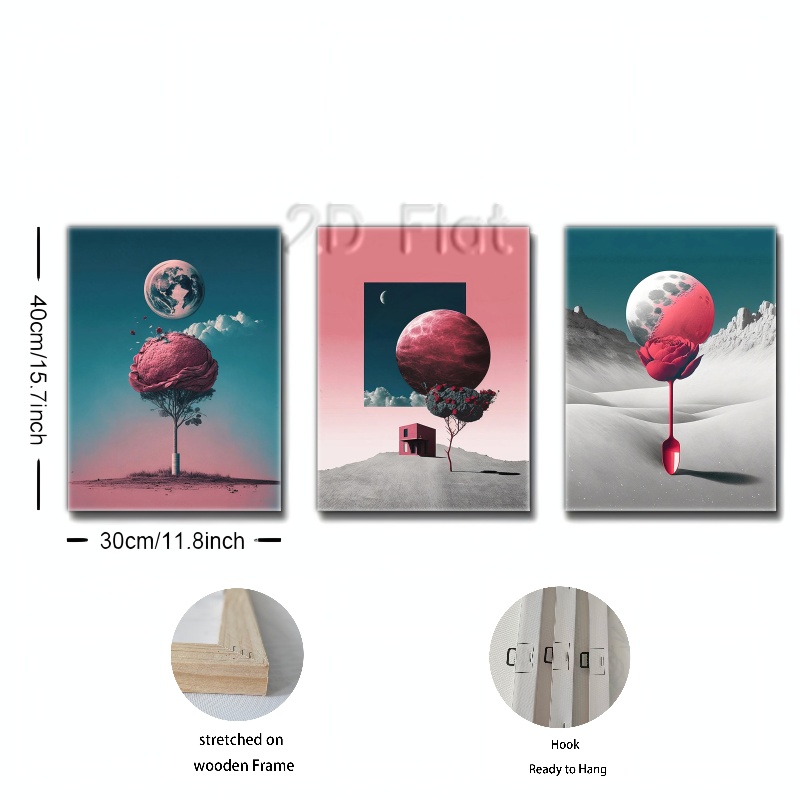 2D Flat
40cm/15.7inch
30cm/11.8inch
stretched on
wooden Frame
Hook
Ready to Hang